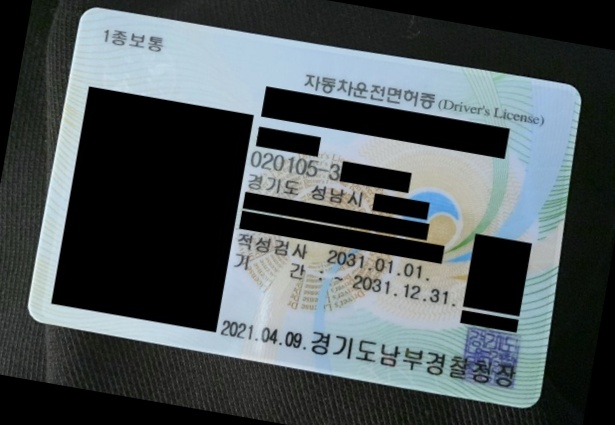 1종보통
자동차운전면허증 (Driver's License)
020105-3
경기도 성남시
적성검사 2031.01.01.
기 간 : ~ 2031.12.31.
2021.04.09. 경기도남부경찰청장